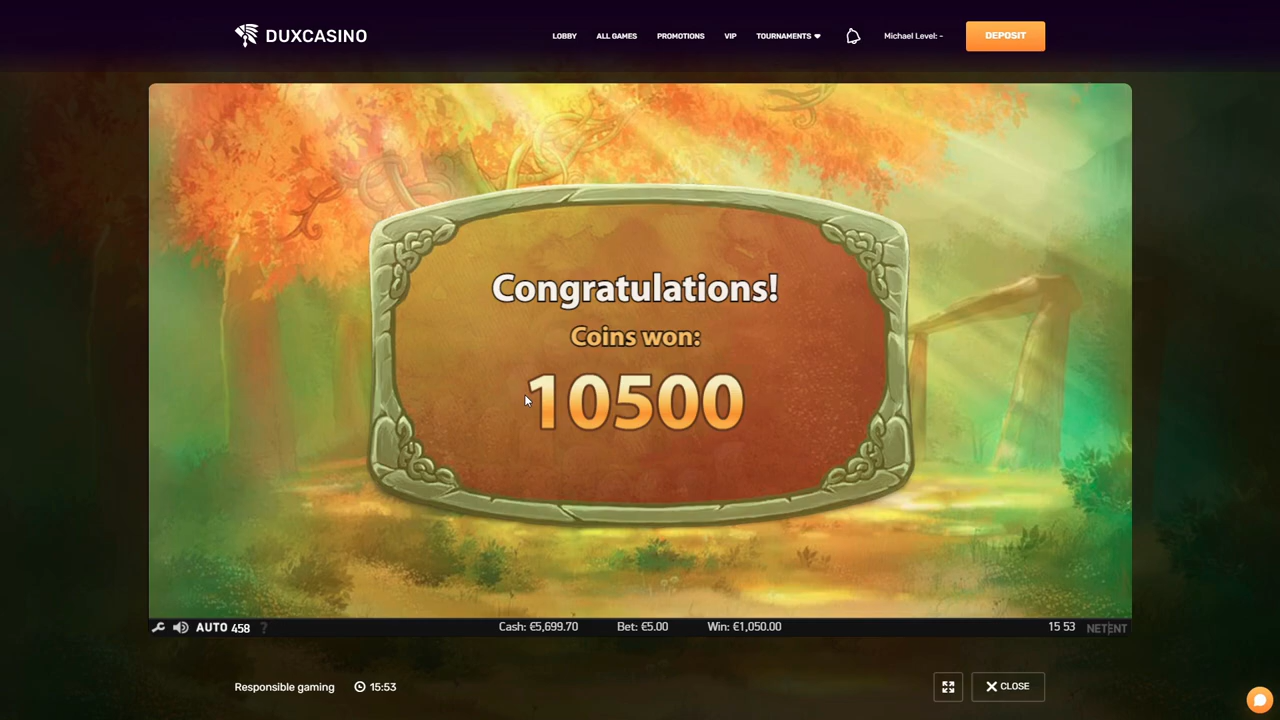 DUXCASINO
LOBBY ALL GAMES PROMOTIONS VIP TOURNAMENTS Michael Level: - DEPOSIT
Congratulations!
Coins won:
10500
AUTO 458 ? Cash: €5,699.70 Bet: €5.00 Win: €1,050.00 15 53 NETENT
Responsible gaming 15:53 CLOSE